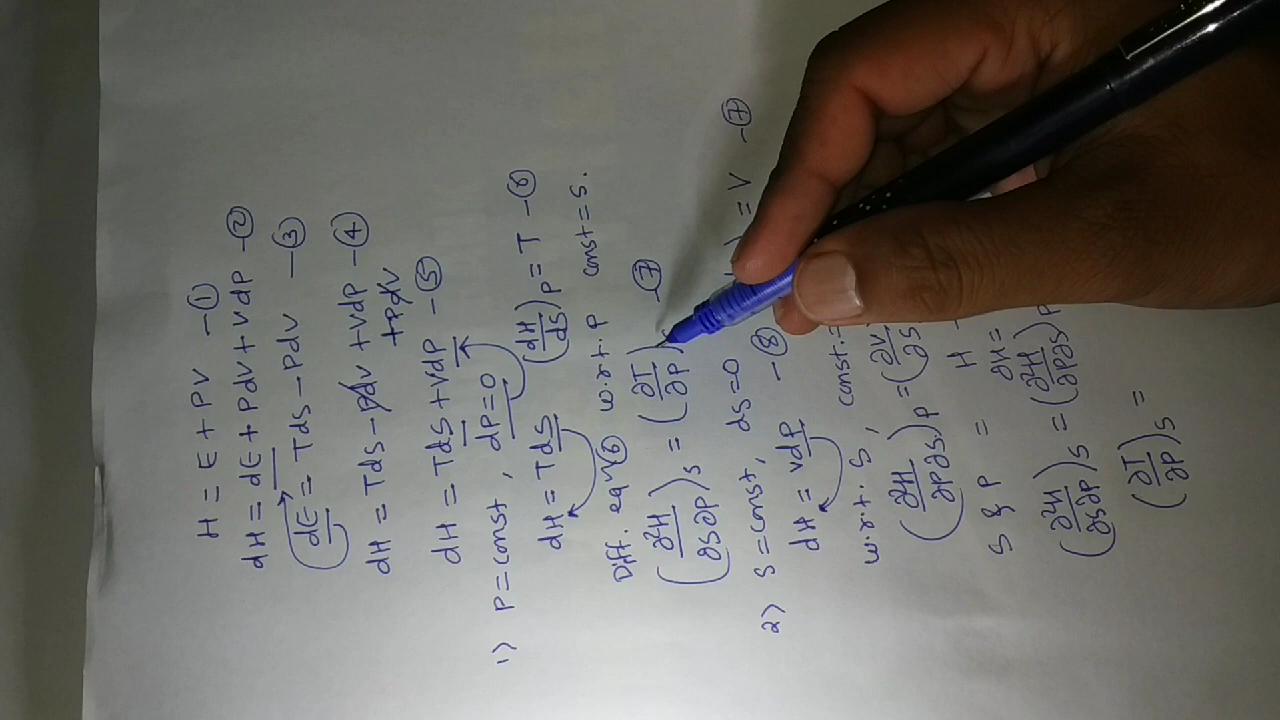 H = E + PV -①
dH = dE + Pdv + vdP -②
dE = Tds - Pdv -③
dH = Tds - Pdv + vdP -④
+ Pdv
dH = Tds + vdP -⑤
1) P = const, dP = 0
dH = Tds (dH/ds)P = T -⑥
Diff. eqn ⑥ w.r.t. P const = s.
(∂²H/∂s∂P)s = (∂T/∂P) -⑦
2) s = const, ds = 0
dH = vdP -⑧ = V -⑦
w.r.t. s, const. =
(∂²H/∂P∂s)P = (∂v/∂s
s & P = H
∂H =
(∂²H/∂s∂P)s = (∂²H/∂P∂s)P
(∂T/∂P)s =